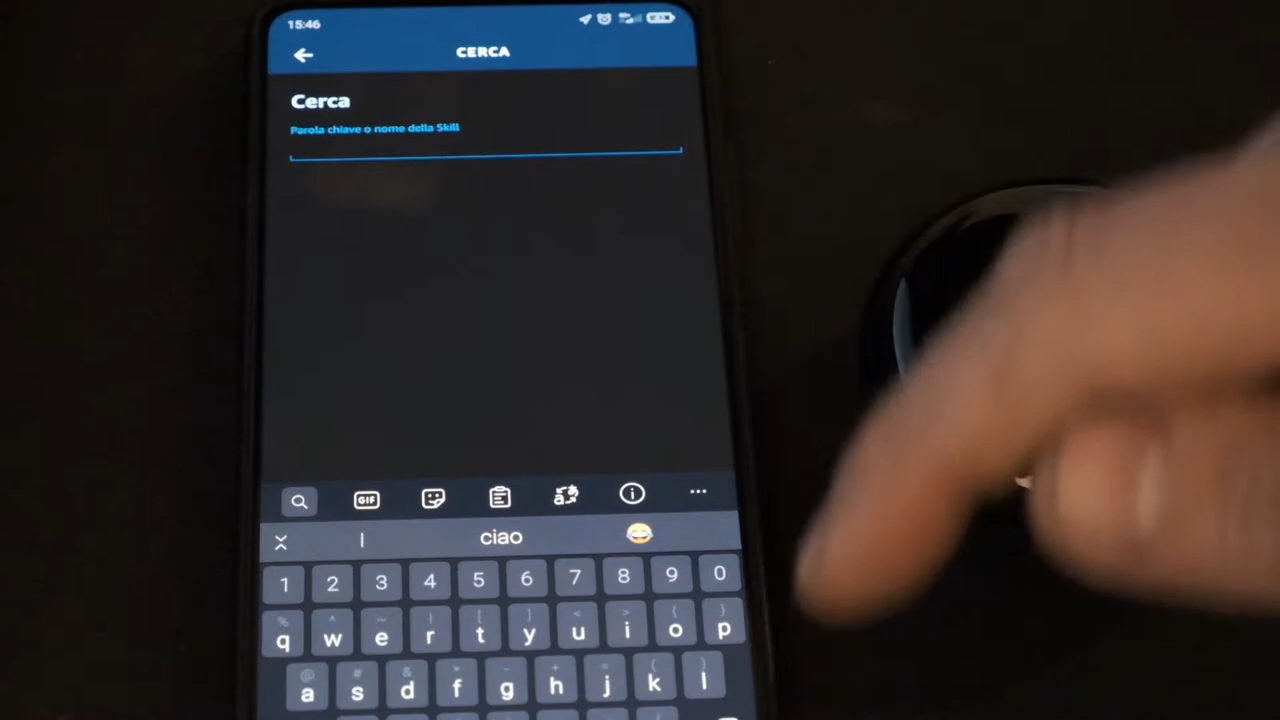 15:46
CERCA
Cerca
Parola chiave o nome della Skill
GIF
ciao
1 2 3 4 5 6 7 8 9 0
q w e r t y u i o p
a s d f g h j k l